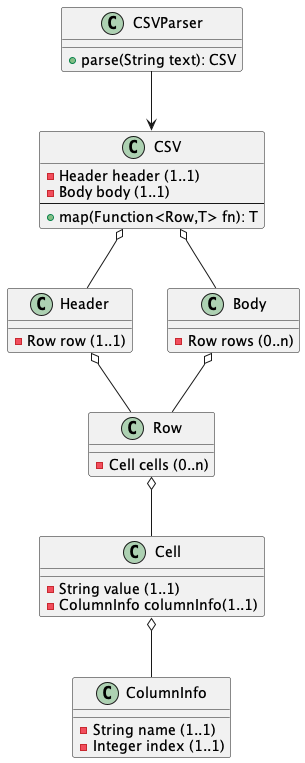 C CSVParser
parse(String text): CSV
C CSV
Header header (1..1)
Body body (1..1)
map(Function<Row,T> fn): T
C Header
Row row (1..1)
C Body
Row rows (0..n)
C Row
Cell cells (0..n)
C Cell
String value (1..1)
ColumnInfo columnInfo(1..1)
C ColumnInfo
String name (1..1)
Integer index (1..1)